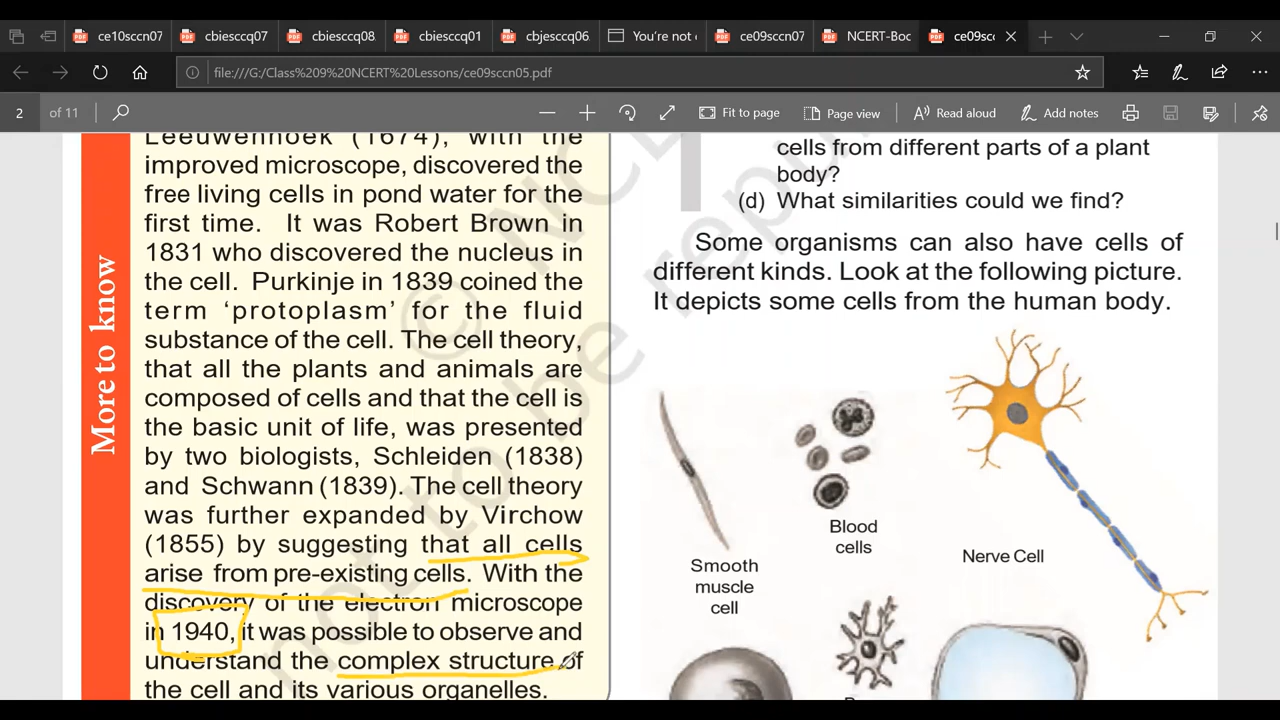 ce10sccn07
cbiesccq07
cbiesccq08
cbiesccq01
cbjesccq06
You're not
ce09sccn07
NCERT-Boc
ce09scc
file:///G:/Class%209%20NCERT%20Lessons/ce09sccn05.pdf
2 of 11
Fit to page
Page view
Read aloud
Add notes
More to know
Leeuwenhoek (1674), with the
improved microscope, discovered the
free living cells in pond water for the
first time. It was Robert Brown in
1831 who discovered the nucleus in
the cell. Purkinje in 1839 coined the
term ‘protoplasm’ for the fluid
substance of the cell. The cell theory,
that all the plants and animals are
composed of cells and that the cell is
the basic unit of life, was presented
by two biologists, Schleiden (1838)
and Schwann (1839). The cell theory
was further expanded by Virchow
(1855) by suggesting that all cells
arise from pre-existing cells. With the
discovery of the electron microscope
in 1940, it was possible to observe and
understand the complex structure of
the cell and its various organelles.
cells from different parts of a plant
body?
(d) What similarities could we find?
Some organisms can also have cells of
different kinds. Look at the following picture.
It depicts some cells from the human body.
Smooth
muscle
cell
Blood
cells
Nerve Cell
© NCE
not to be repu